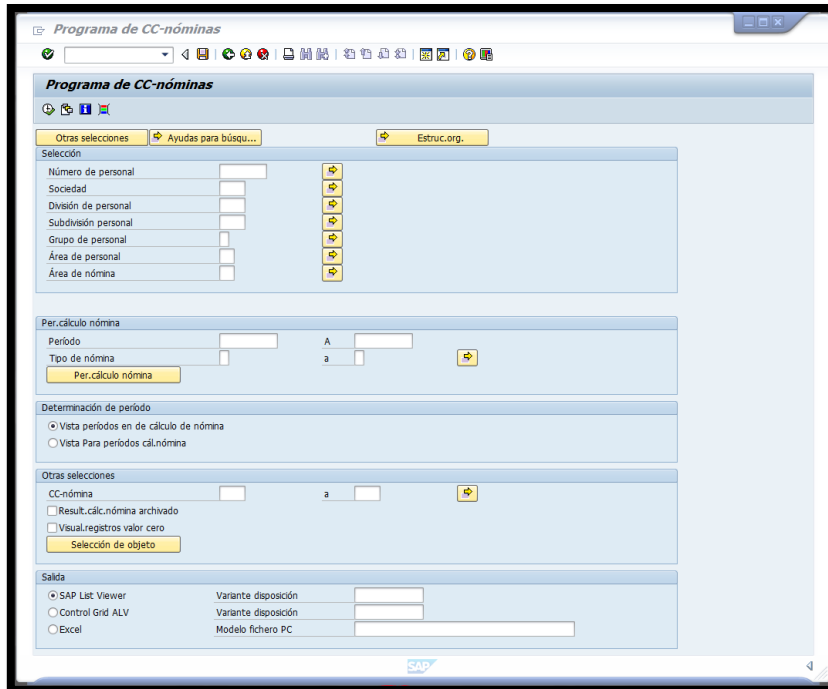 Programa de CC-nóminas
Programa de CC-nóminas
Otras selecciones Ayudas para búsqu... Estruc.org.
Selección
Número de personal
Sociedad
División de personal
Subdivisión personal
Grupo de personal
Área de personal
Área de nómina
Per.cálculo nómina
Período A
Tipo de nómina a
Per.cálculo nómina
Determinación de período
Vista períodos en de cálculo de nómina
Vista Para períodos cál.nómina
Otras selecciones
CC-nómina a
Result.cálc.nómina archivado
Visual.registros valor cero
Selección de objeto
Salida
SAP List Viewer Variante disposición
Control Grid ALV Variante disposición
Excel Modelo fichero PC
SAP